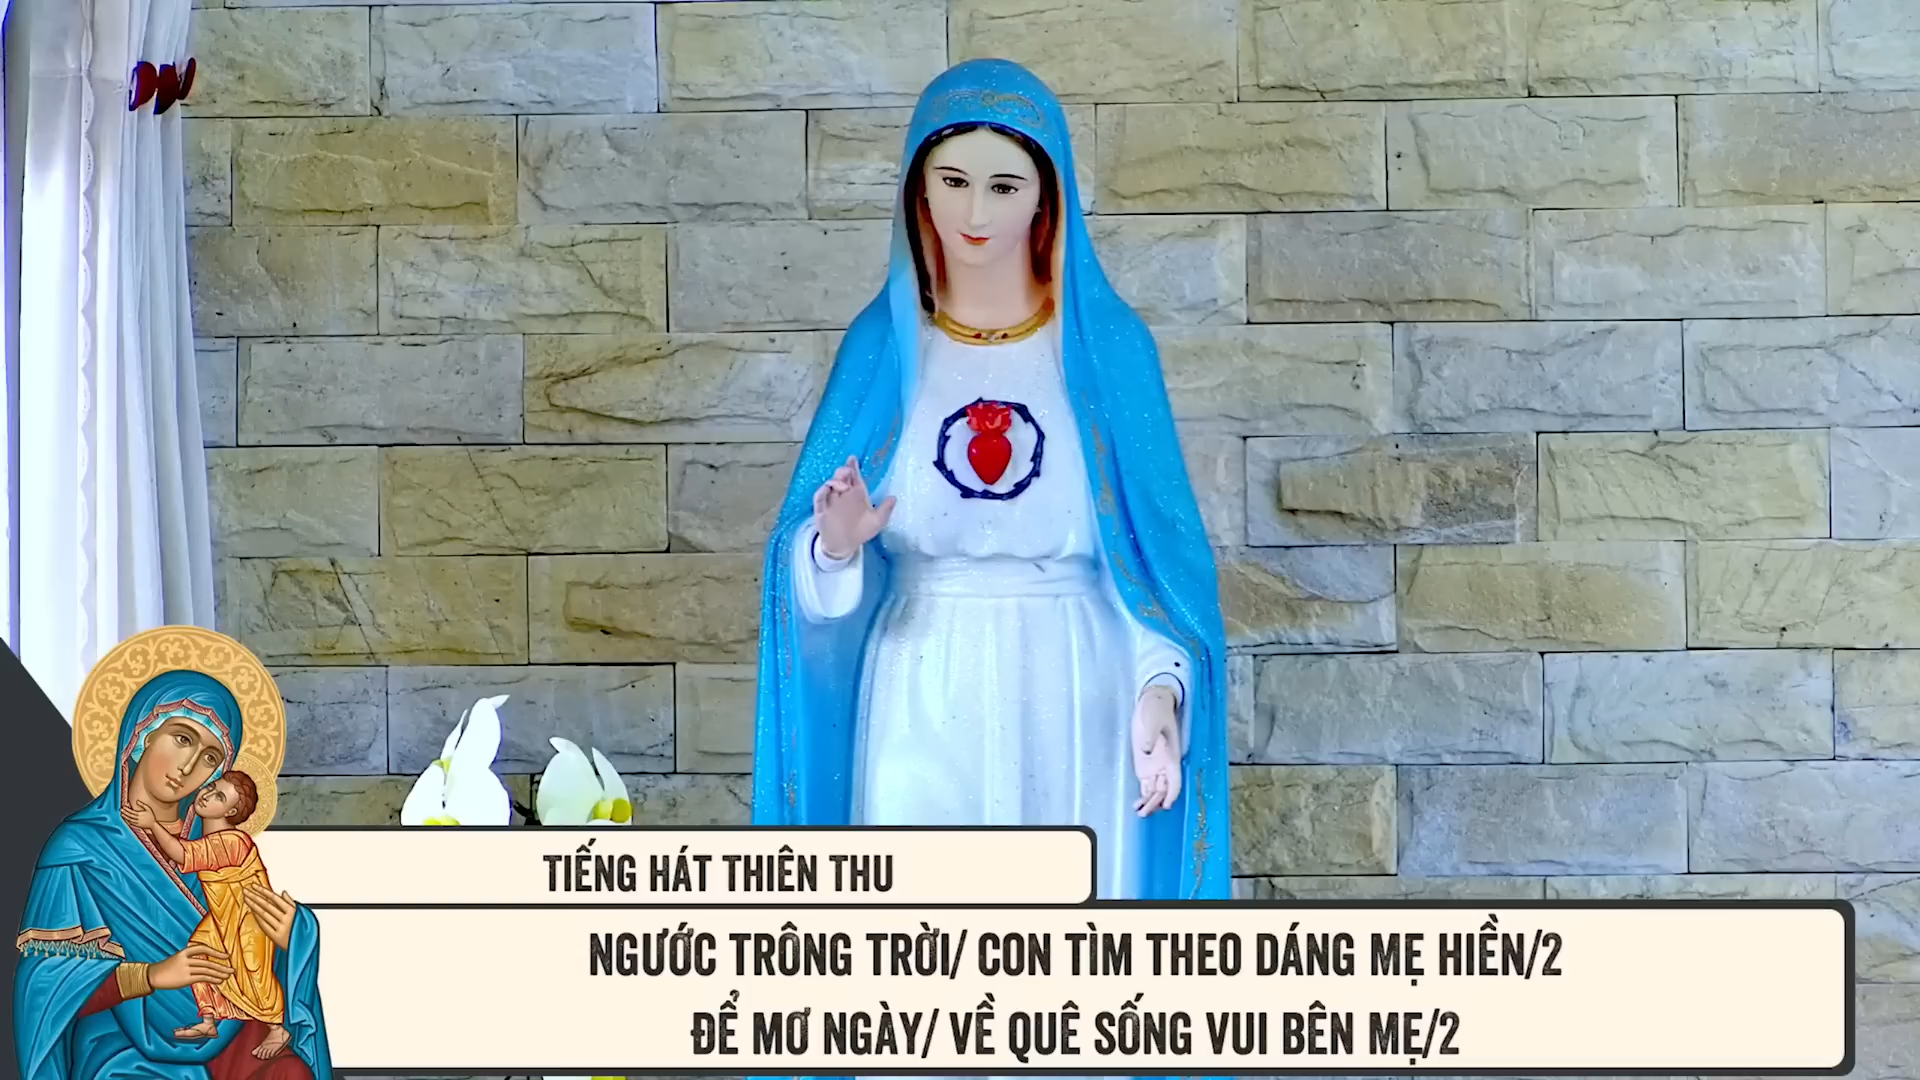 TIẾNG HÁT THIÊN THU
NGƯỚC TRÔNG TRỜI/ CON TÌM THEO DÁNG MẸ HIỀN/2
ĐỂ MƠ NGÀY/ VỀ QUÊ SỐNG VUI BÊN MẸ/2